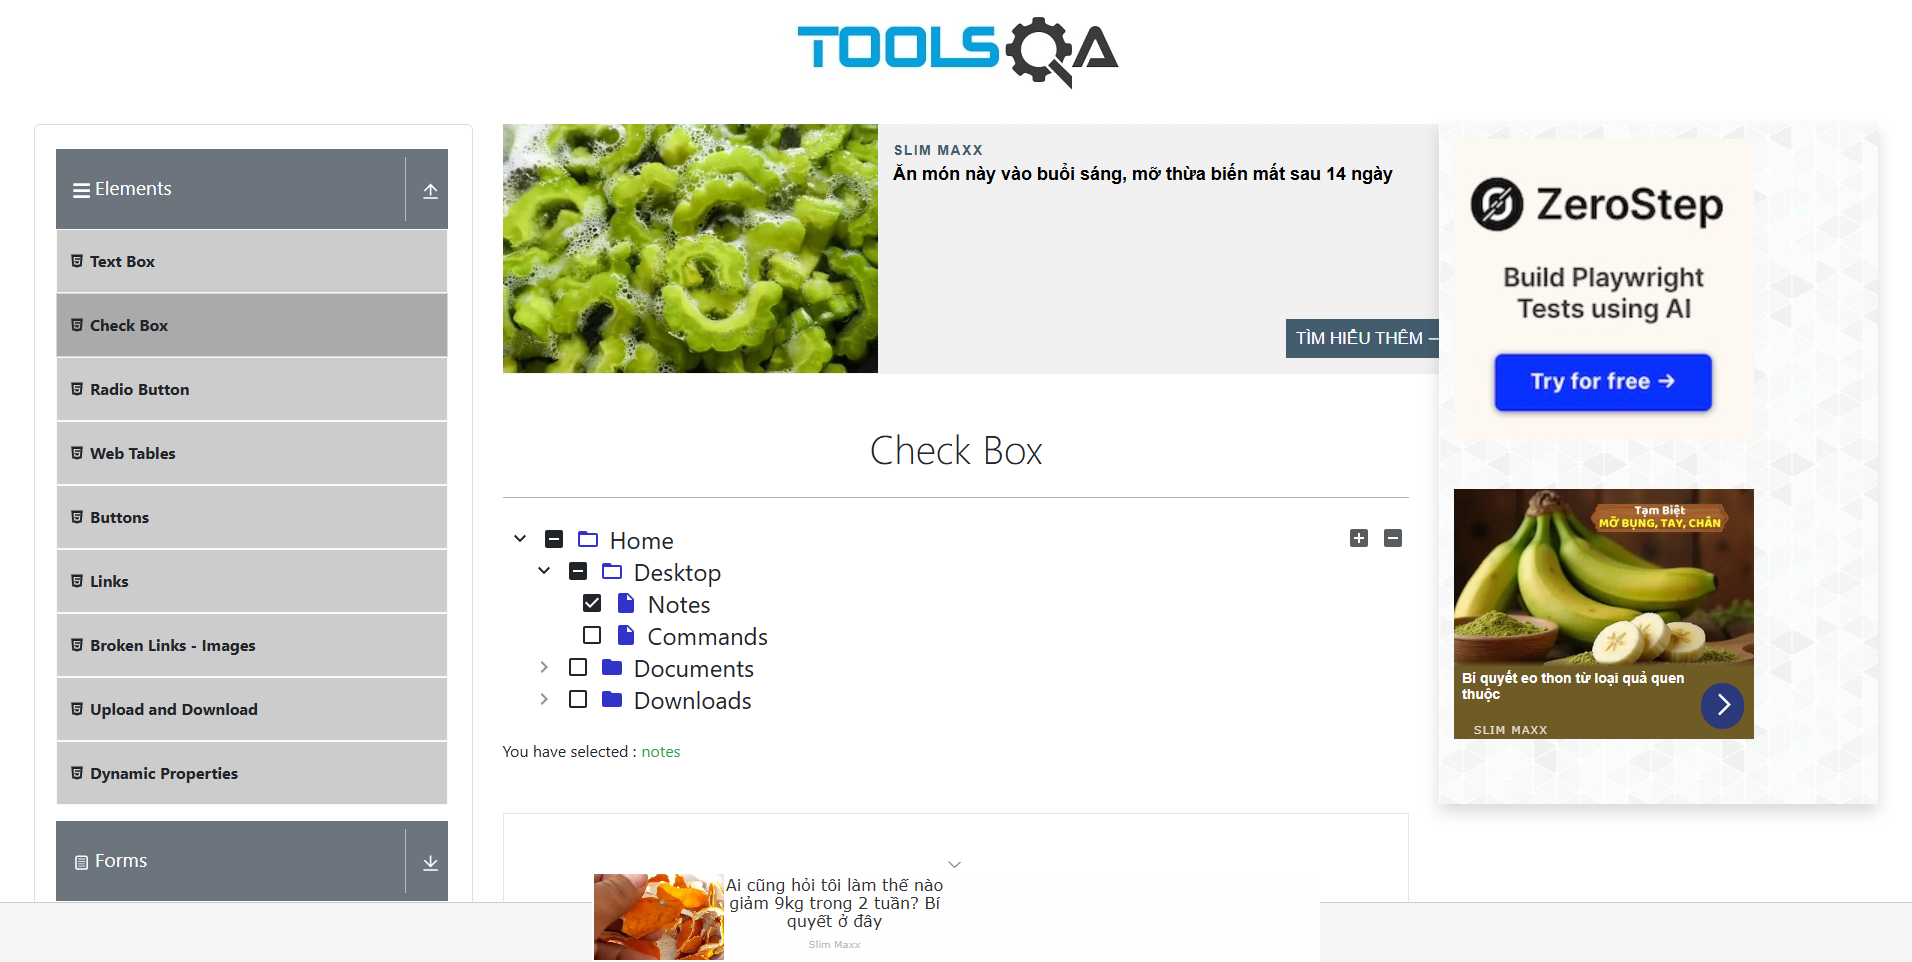 TOOLSQA
Elements
Text Box
Check Box
Radio Button
Web Tables
Buttons
Links
Broken Links - Images
Upload and Download
Dynamic Properties
Forms
SLIM MAXX
Ăn món này vào buổi sáng, mỡ thừa biến mất sau 14 ngày
TÌM HIỂU THÊM
Check Box
Home
Desktop
Notes
Commands
Documents
Downloads
You have selected : notes
Ai cũng hỏi tôi làm thế nào
giảm 9kg trong 2 tuần? Bí
quyết ở đây
Slim Maxx
ZeroStep
Build Playwright
Tests using AI
Try for free →
Tạm Biệt
MỠ BỤNG, TAY, CHÂN
Bí quyết eo thon từ loại quả quen
thuộc
SLIM MAXX